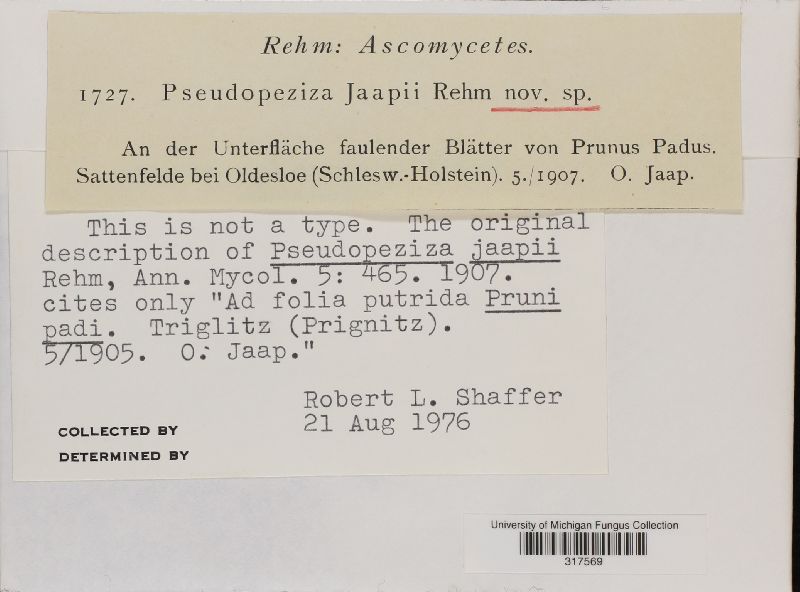 Rehm: Ascomycetes.
1727. Pseudopeziza Jaapii Rehm nov. sp.
An der Unterfläche faulender Blätter von Prunus Padus.
Sattenfelde bei Oldesloe (Schlesw.-Holstein). 5./1907. O. Jaap.
This is not a type. The original
description of Pseudopeziza jaapii
Rehm, Ann. Mycol. 5: 465. 1907.
cites only "Ad folia putrida Pruni
padi. Triglitz (Prignitz).
5/1905. O. Jaap."
Robert L. Shaffer
21 Aug 1976
COLLECTED BY
DETERMINED BY
University of Michigan Fungus Collection
317569